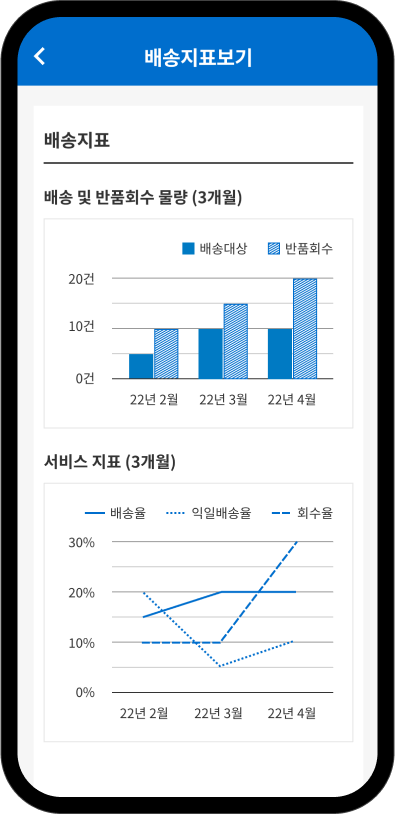 배송지표보기
배송지표
배송 및 반품회수 물량 (3개월)
배송대상 반품회수
20건
10건
0건
22년 2월 22년 3월 22년 4월
서비스 지표 (3개월)
배송율 익일배송율 회수율
30%
20%
10%
0%
22년 2월 22년 3월 22년 4월